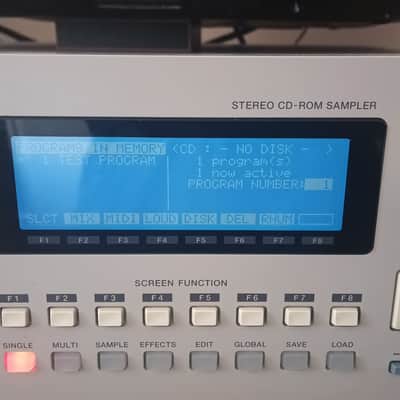 STEREO CD-ROM SAMPLER
PROGRAMS IN MEMORY <CD : - NO DISK - >
1 TEST PROGRAM 1 program(s)
1 now active
PROGRAM NUMBER: 1
SLCT MIX MIDI LOUD DISK DEL RNUM
F1 F2 F3 F4 F5 F6 F7 F8
SCREEN FUNCTION
F1 F2 F3 F4 F5 F6 F7 F8
SINGLE MULTI SAMPLE EFFECTS EDIT GLOBAL SAVE LOAD